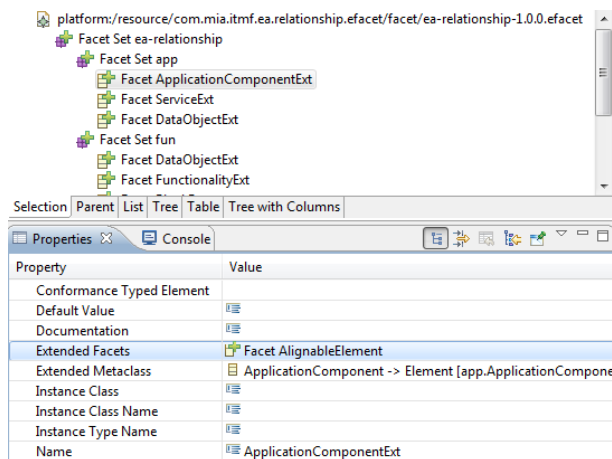 platform:/resource/com.mia.itmf.ea.relationship.efacet/facet/ea-relationship-1.0.0.efacet
Facet Set ea-relationship
Facet Set app
Facet ApplicationComponentExt
Facet ServiceExt
Facet DataObjectExt
Facet Set fun
Facet DataObjectExt
Facet FunctionalityExt
Selection Parent List Tree Table Tree with Columns
Properties Console
Property Value
Conformance Typed Element
Default Value
Documentation
Extended Facets Facet AlignableElement
Extended Metaclass ApplicationComponent -> Element [app.ApplicationCompone
Instance Class
Instance Class Name
Instance Type Name
Name ApplicationComponentExt